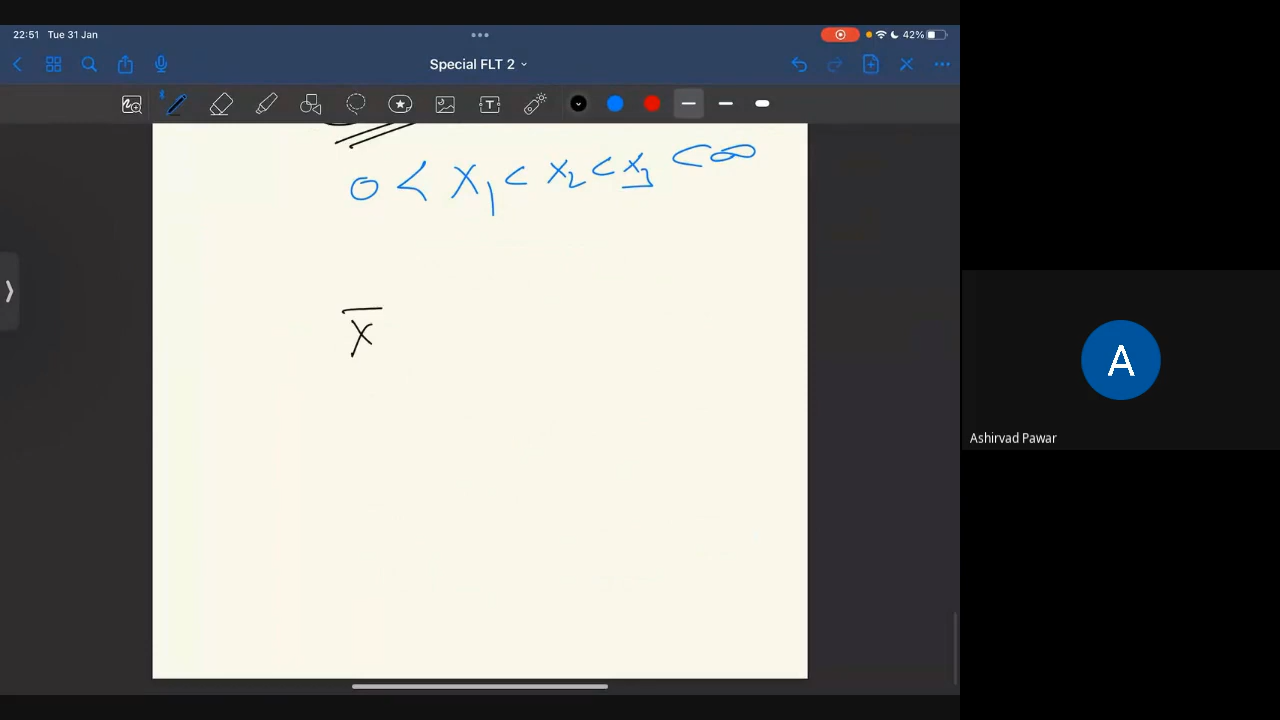 22:51 Tue 31 Jan
42%
Special FLT 2
T
0 < x₁ < x₂ < x₃ < ∞
X̅
A
Ashirvad Pawar